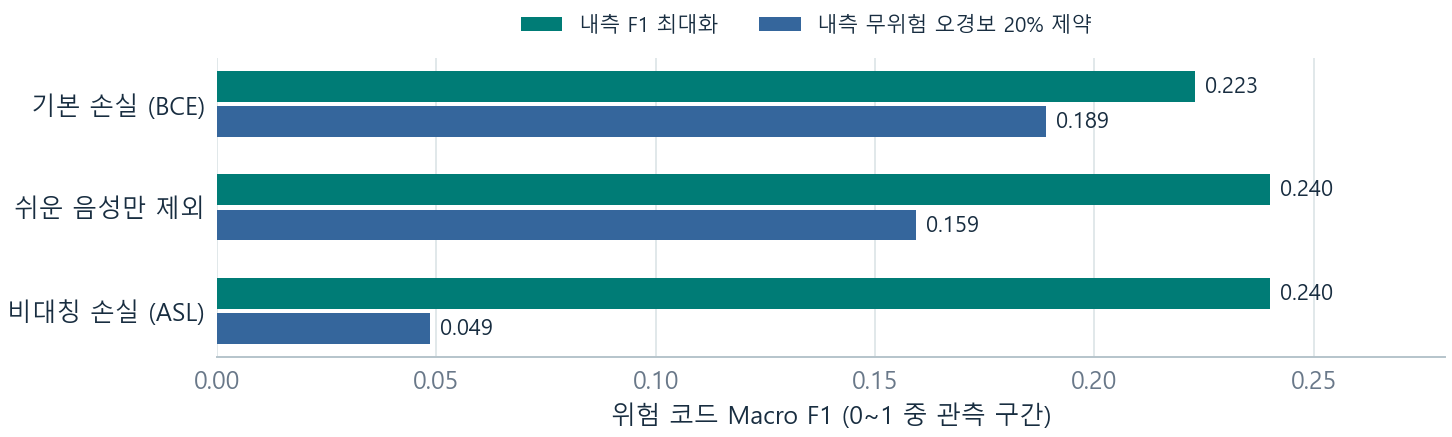 내측 F1 최대화
내측 무위험 오경보 20% 제약
기본 손실 (BCE)
0.223
0.189
쉬운 음성만 제외
0.240
0.159
비대칭 손실 (ASL)
0.240
0.049
0.00 0.05 0.10 0.15 0.20 0.25
위험 코드 Macro F1 (0~1 중 관측 구간)